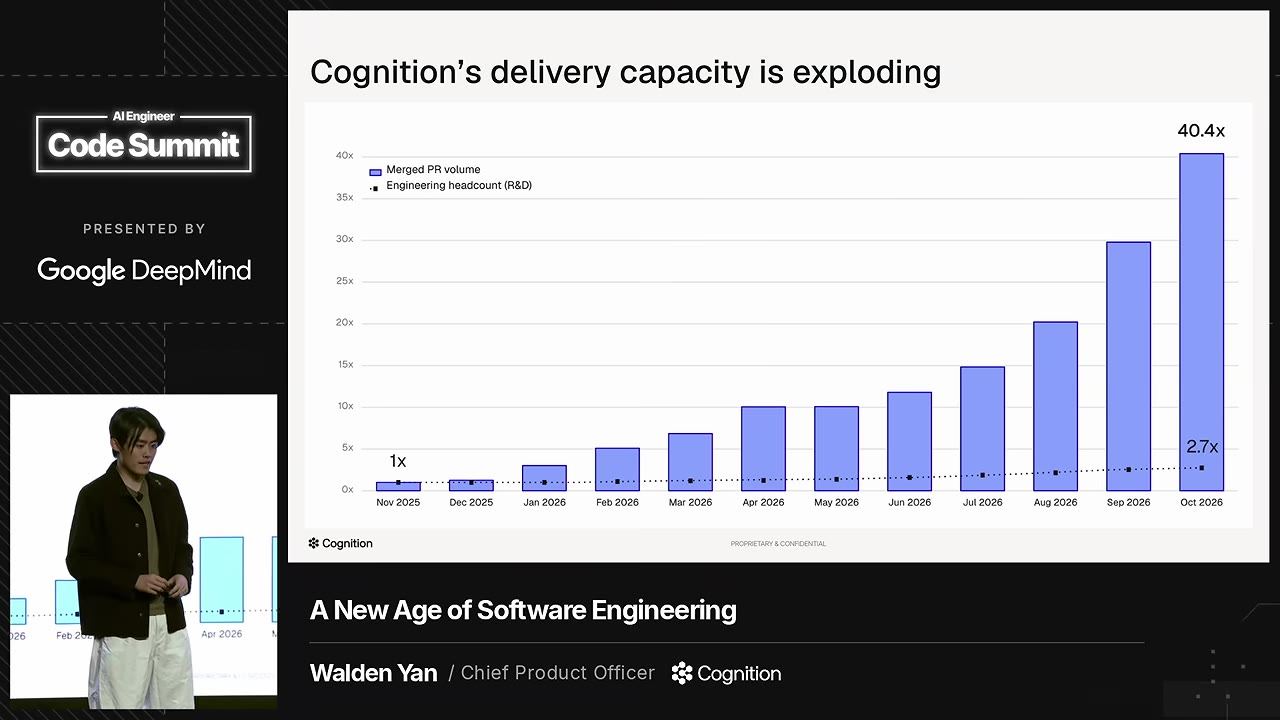 AI Engineer
Code Summit
PRESENTED BY
Google DeepMind
Cognition's delivery capacity is exploding
40.4x
Merged PR volume
Engineering headcount (R&D)
40x
35x
30x
25x
20x
15x
10x
5x
0x
1x
2.7x
Nov 2025 Dec 2025 Jan 2026 Feb 2026 Mar 2026 Apr 2026 May 2026 Jun 2026 Jul 2026 Aug 2026 Sep 2026 Oct 2026
Cognition
PROPRIETARY & CONFIDENTIAL
026 Feb 202 Apr 2026 M
A New Age of Software Engineering
Walden Yan / Chief Product Officer Cognition